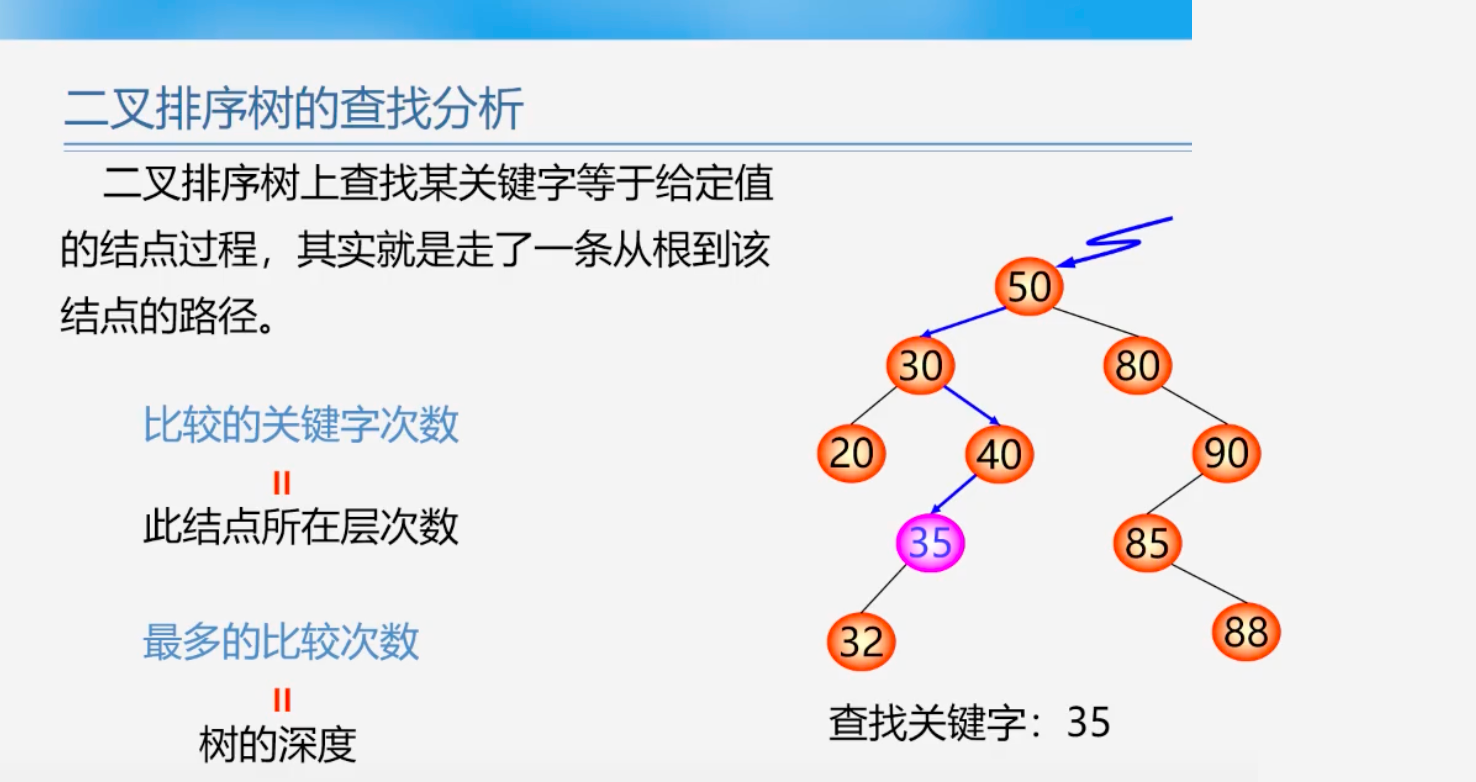 二叉排序树的查找分析
二叉排序树上查找某关键字等于给定值
的结点过程，其实就是走了一条从根到该
结点的路径。
比较的关键字次数
=
此结点所在层次数
最多的比较次数
=
树的深度
50
30
80
20
40
90
35
85
32
88
查找关键字：35